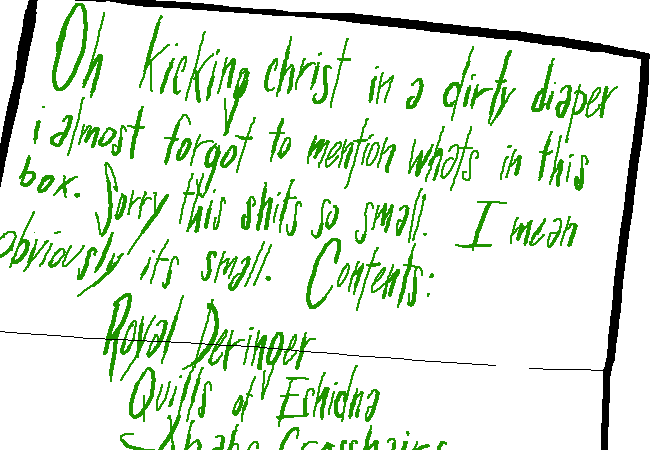 Oh kicking christ in a dirty diaper
i almost forgot to mention whats in this
box. Sorry this shits so small. I mean
obviously its small. Contents:
Royal Deringer
Quills of Echidna
Crosshairs